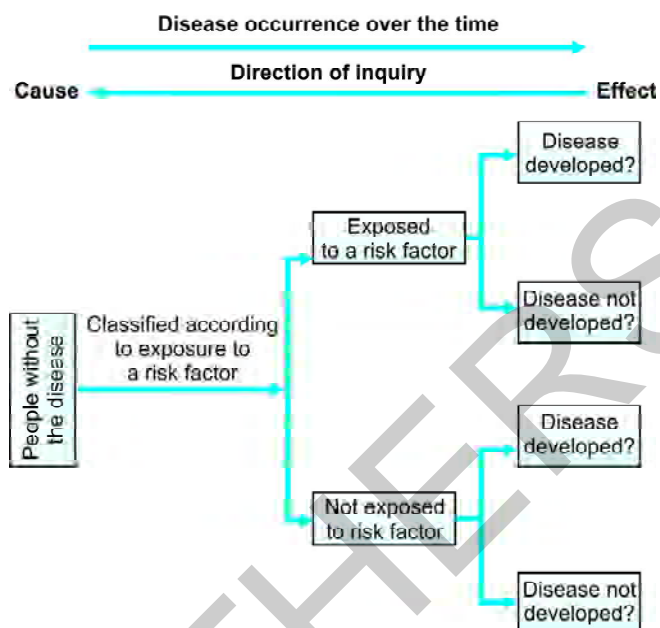 Disease occurrence over the time
Direction of inquiry
Cause
Effect
Disease
developed?
Exposed
to a risk factor
Disease not
developed?
People without
the disease
Classified according
to exposure to
a risk factor
Disease
developed?
Not exposed
to risk factor
Disease not
developed?
THERS